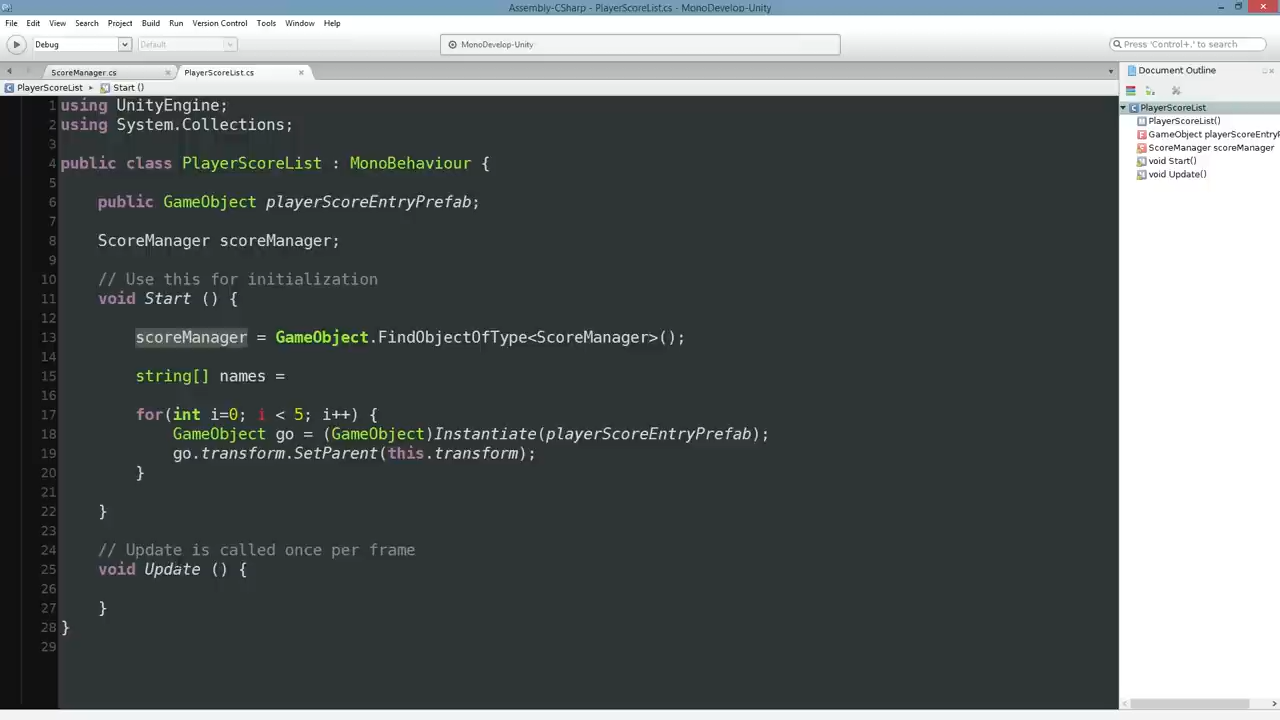 Assembly-CSharp - PlayerScoreList.cs - MonoDevelop-Unity
File Edit View Search Project Build Run Version Control Tools Window Help
Debug Default MonoDevelop-Unity Press 'Control+,' to search
ScoreManager.cs PlayerScoreList.cs Document Outline
PlayerScoreList Start ()
1 using UnityEngine;
2 using System.Collections;
3
4 public class PlayerScoreList : MonoBehaviour {
5
6 public GameObject playerScoreEntryPrefab;
7
8 ScoreManager scoreManager;
9
10 // Use this for initialization
11 void Start () {
12
13 scoreManager = GameObject.FindObjectOfType<ScoreManager>();
14
15 string[] names =
16
17 for(int i=0; i < 5; i++) {
18 GameObject go = (GameObject)Instantiate(playerScoreEntryPrefab);
19 go.transform.SetParent(this.transform);
20 }
21
22 }
23
24 // Update is called once per frame
25 void Update () {
26
27 }
28 }
29
PlayerScoreList
PlayerScoreList()
GameObject playerScoreEntryP
ScoreManager scoreManager
void Start()
void Update()